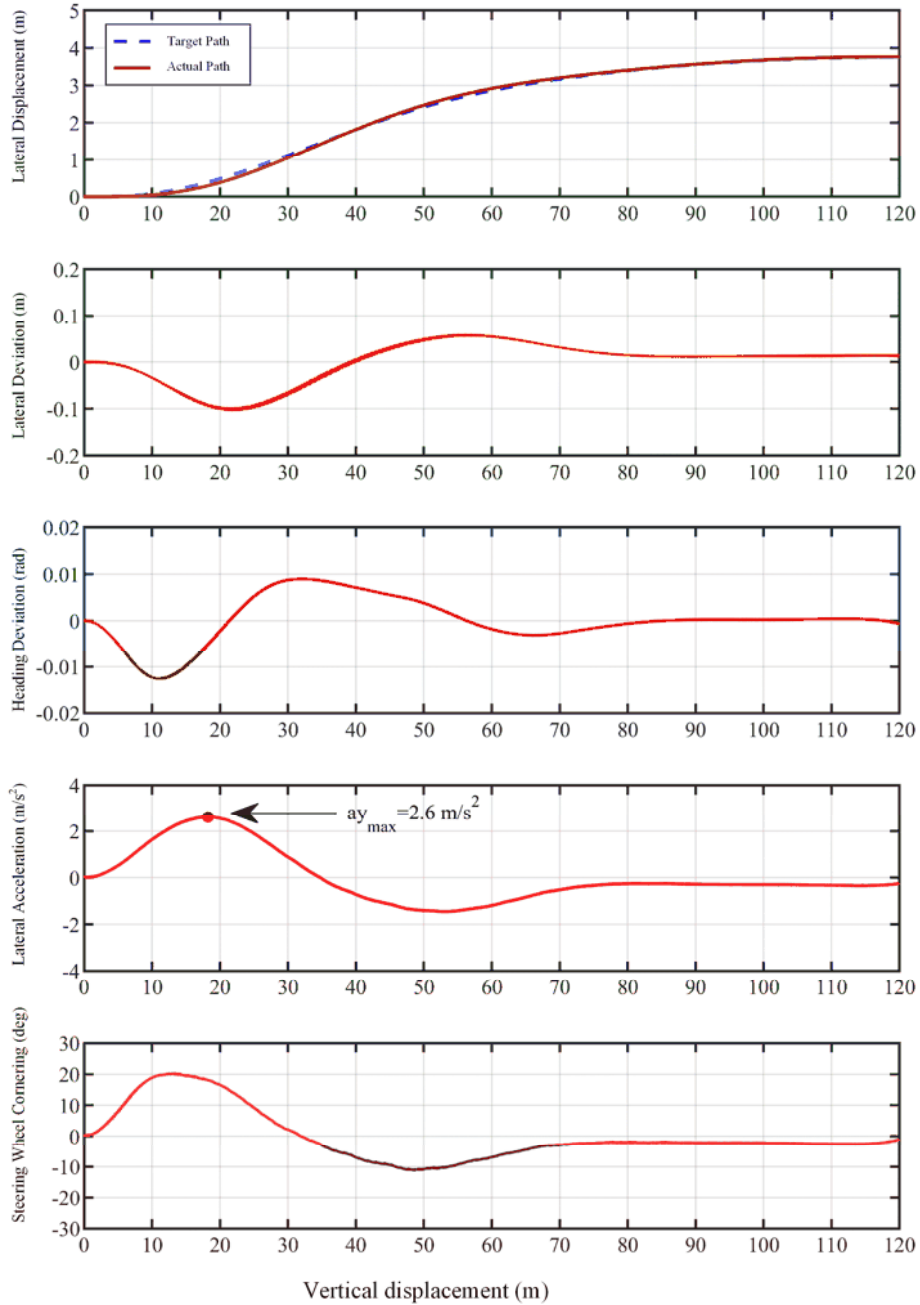 Lateral Displacement (m)
5
4
3
2
1
0
Target Path
Actual Path
0 10 20 30 40 50 60 70 80 90 100 110 120
Lateral Deviation (m)
0.2
0.1
0
-0.1
-0.2
0 10 20 30 40 50 60 70 80 90 100 110 120
Heading Deviation (rad)
0.02
0.01
0
-0.01
-0.02
0 10 20 30 40 50 60 70 80 90 100 110 120
Lateral Acceleration (m/s²)
4
2
0
-2
-4
ay_max=2.6 m/s²
0 10 20 30 40 50 60 70 80 90 100 110 120
Steering Wheel Cornering (deg)
30
20
10
0
-10
-20
-30
0 10 20 30 40 50 60 70 80 90 100 110 120
Vertical displacement (m)